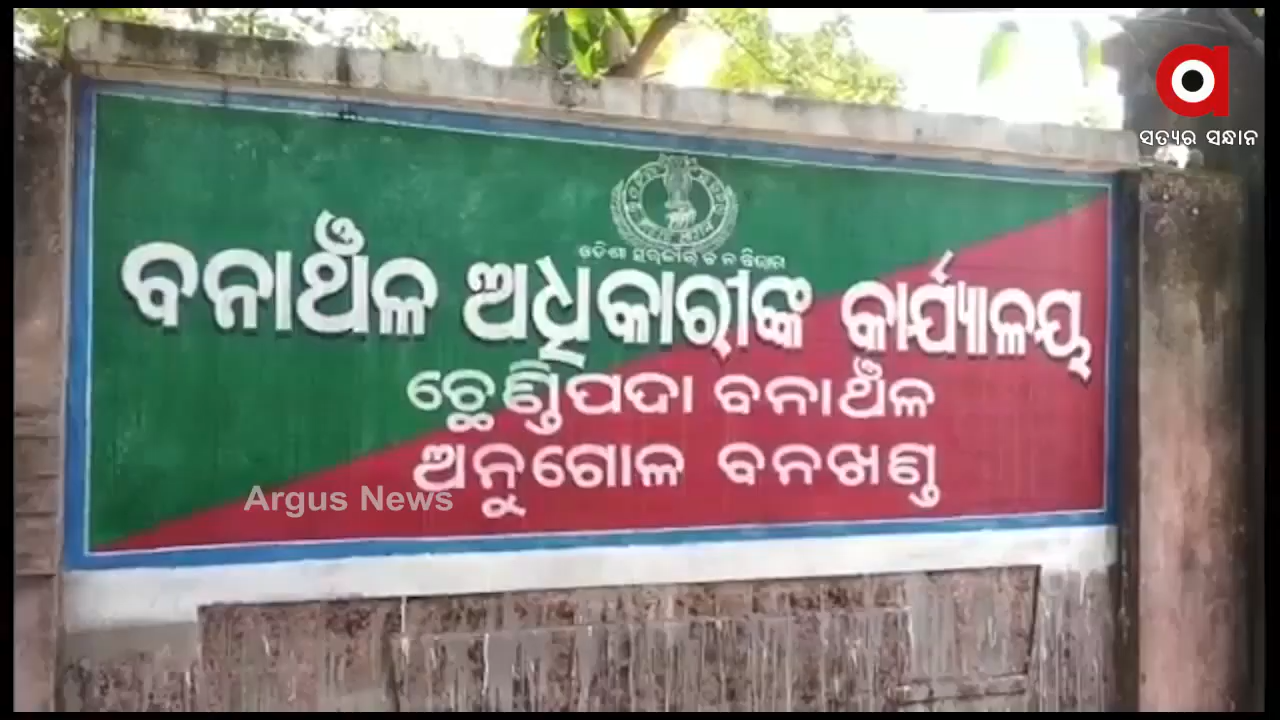 ସତ୍ୟର ସନ୍ଧାନ
ବନାଞ୍ଚଳ ଅଧିକାରୀଙ୍କ କାର୍ଯ୍ୟାଳୟ
ଛେଣ୍ଡିପଦା ବନାଞ୍ଚଳ
ଅନୁଗୋଳ ବନଖଣ୍ଡ
Argus News